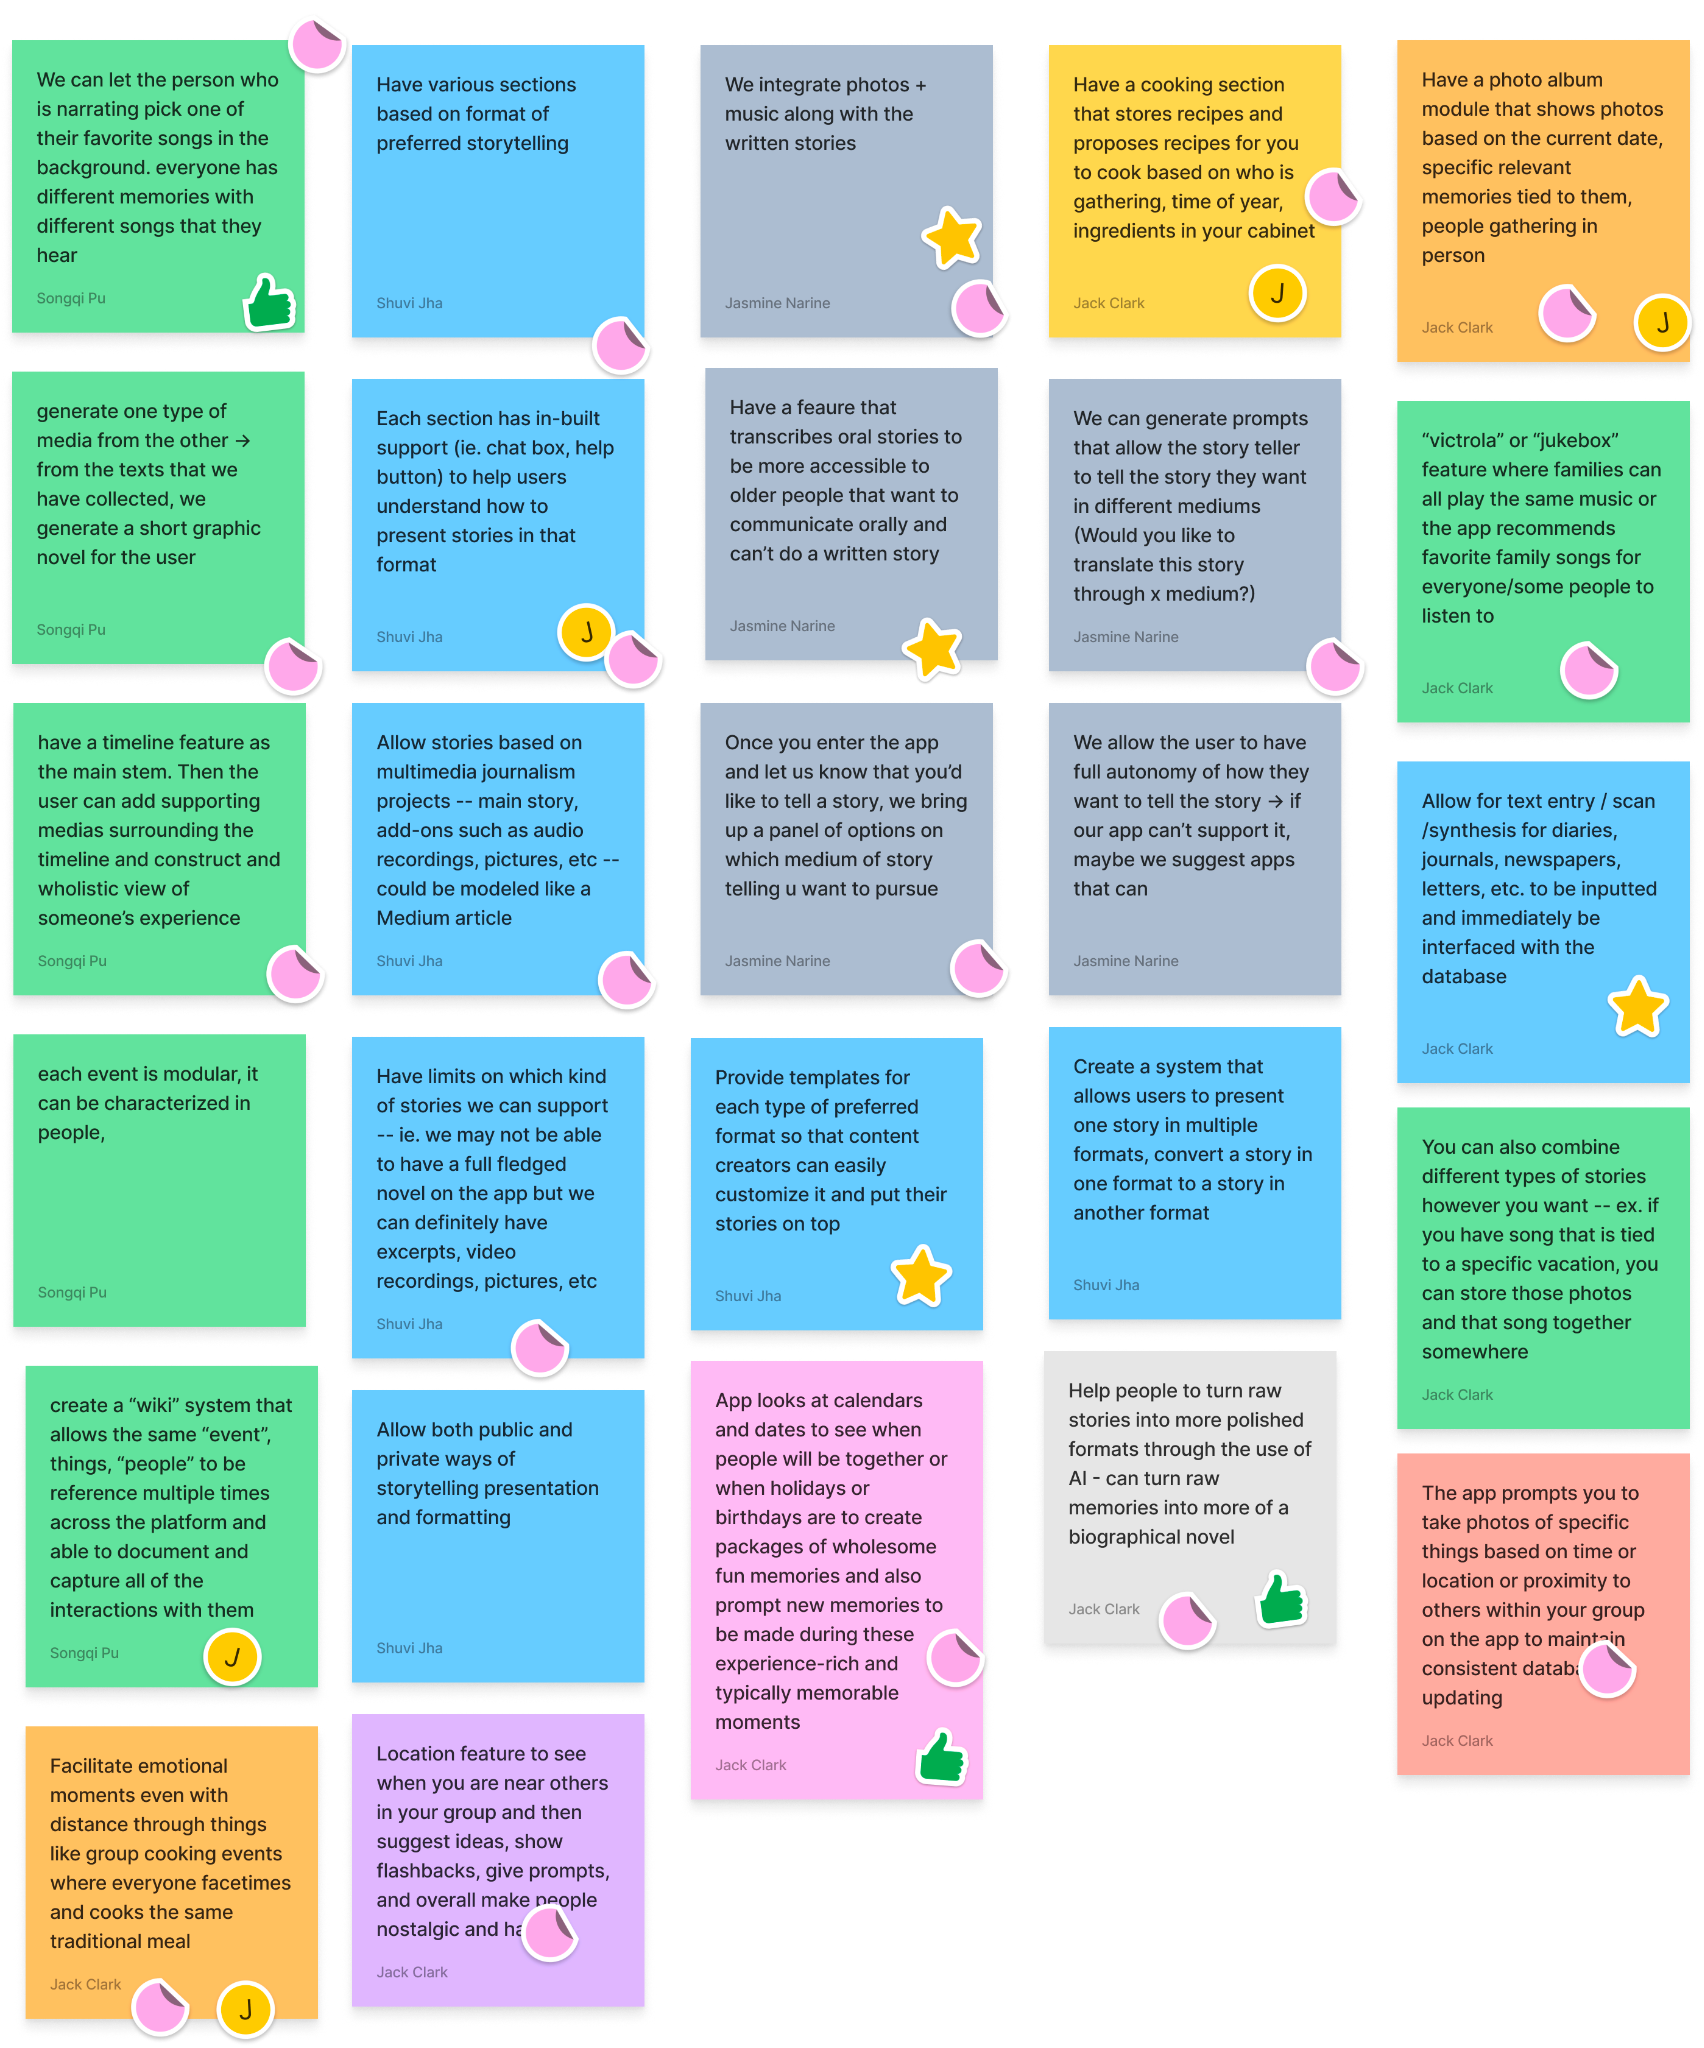 We can let the person who
is narrating pick one of
their favorite songs in the
background. everyone has
different memories with
different songs that they
hear
Songqi Pu
Have various sections
based on format of
preferred storytelling
Shuvi Jha
We integrate photos +
music along with the
written stories
Jasmine Narine
Have a cooking section
that stores recipes and
proposes recipes for you
to cook based on who is
gathering, time of year,
ingredients in your cabinet
Jack Clark
J
Have a photo album
module that shows photos
based on the current date,
specific relevant
memories tied to them,
people gathering in
person
Jack Clark
J
generate one type of
media from the other →
from the texts that we
have collected, we
generate a short graphic
novel for the user
Songqi Pu
Each section has in-built
support (ie. chat box, help
button) to help users
understand how to
present stories in that
format
Shuvi Jha
J
Have a feaure that
transcribes oral stories to
be more accessible to
older people that want to
communicate orally and
can’t do a written story
Jasmine Narine
We can generate prompts
that allow the story teller
to tell the story they want
in different mediums
(Would you like to
translate this story
through x medium?)
Jasmine Narine
“victrola” or “jukebox”
feature where families can
all play the same music or
the app recommends
favorite family songs for
everyone/some people to
listen to
Jack Clark
have a timeline feature as
the main stem. Then the
user can add supporting
medias surrounding the
timeline and construct and
wholistic view of
someone’s experience
Songqi Pu
Allow stories based on
multimedia journalism
projects -- main story,
add-ons such as audio
recordings, pictures, etc --
could be modeled like a
Medium article
Shuvi Jha
Once you enter the app
and let us know that you’d
like to tell a story, we bring
up a panel of options on
which medium of story
telling u want to pursue
Jasmine Narine
We allow the user to have
full autonomy of how they
want to tell the story → if
our app can’t support it,
maybe we suggest apps
that can
Jasmine Narine
Allow for text entry / scan
/synthesis for diaries,
journals, newspapers,
letters, etc. to be inputted
and immediately be
interfaced with the
database
Jack Clark
each event is modular, it
can be characterized in
people,
Songqi Pu
Have limits on which kind
of stories we can support
-- ie. we may not be able
to have a full fledged
novel on the app but we
can definitely have
excerpts, video
recordings, pictures, etc
Shuvi Jha
Provide templates for
each type of preferred
format so that content
creators can easily
customize it and put their
stories on top
Shuvi Jha
Create a system that
allows users to present
one story in multiple
formats, convert a story in
one format to a story in
another format
Shuvi Jha
You can also combine
different types of stories
however you want -- ex. if
you have song that is tied
to a specific vacation, you
can store those photos
and that song together
somewhere
Jack Clark
create a “wiki” system that
allows the same “event”,
things, “people” to be
reference multiple times
across the platform and
able to document and
capture all of the
interactions with them
Songqi Pu
J
Allow both public and
private ways of
storytelling presentation
and formatting
Shuvi Jha
App looks at calendars
and dates to see when
people will be together or
when holidays or
birthdays are to create
packages of wholesome
fun memories and also
prompt new memories to
be made during these
experience-rich and
typically memorable
moments
Jack Clark
Help people to turn raw
stories into more polished
formats through the use of
AI - can turn raw
memories into more of a
biographical novel
Jack Clark
The app prompts you to
take photos of specific
things based on time or
location or proximity to
others within your group
on the app to maintain
consistent
updating
Jack Clark
Facilitate emotional
moments even with
distance through things
like group cooking events
where everyone facetimes
and cooks the same
traditional meal
Jack Clark
J
Location feature to see
when you are near others
in your group and then
suggest ideas, show
flashbacks, give prompts,
and overall make people
nostalgic and
Jack Clark